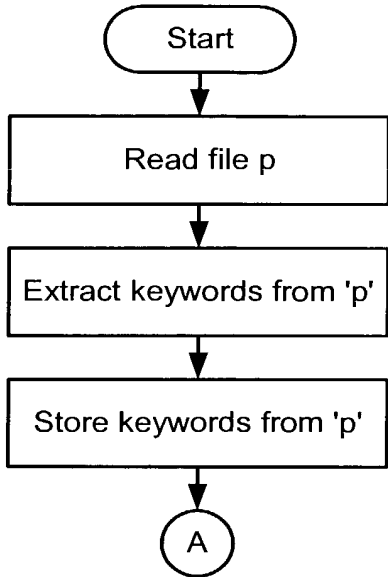 Start
Read file p
Extract keywords from 'p'
Store keywords from 'p'
A